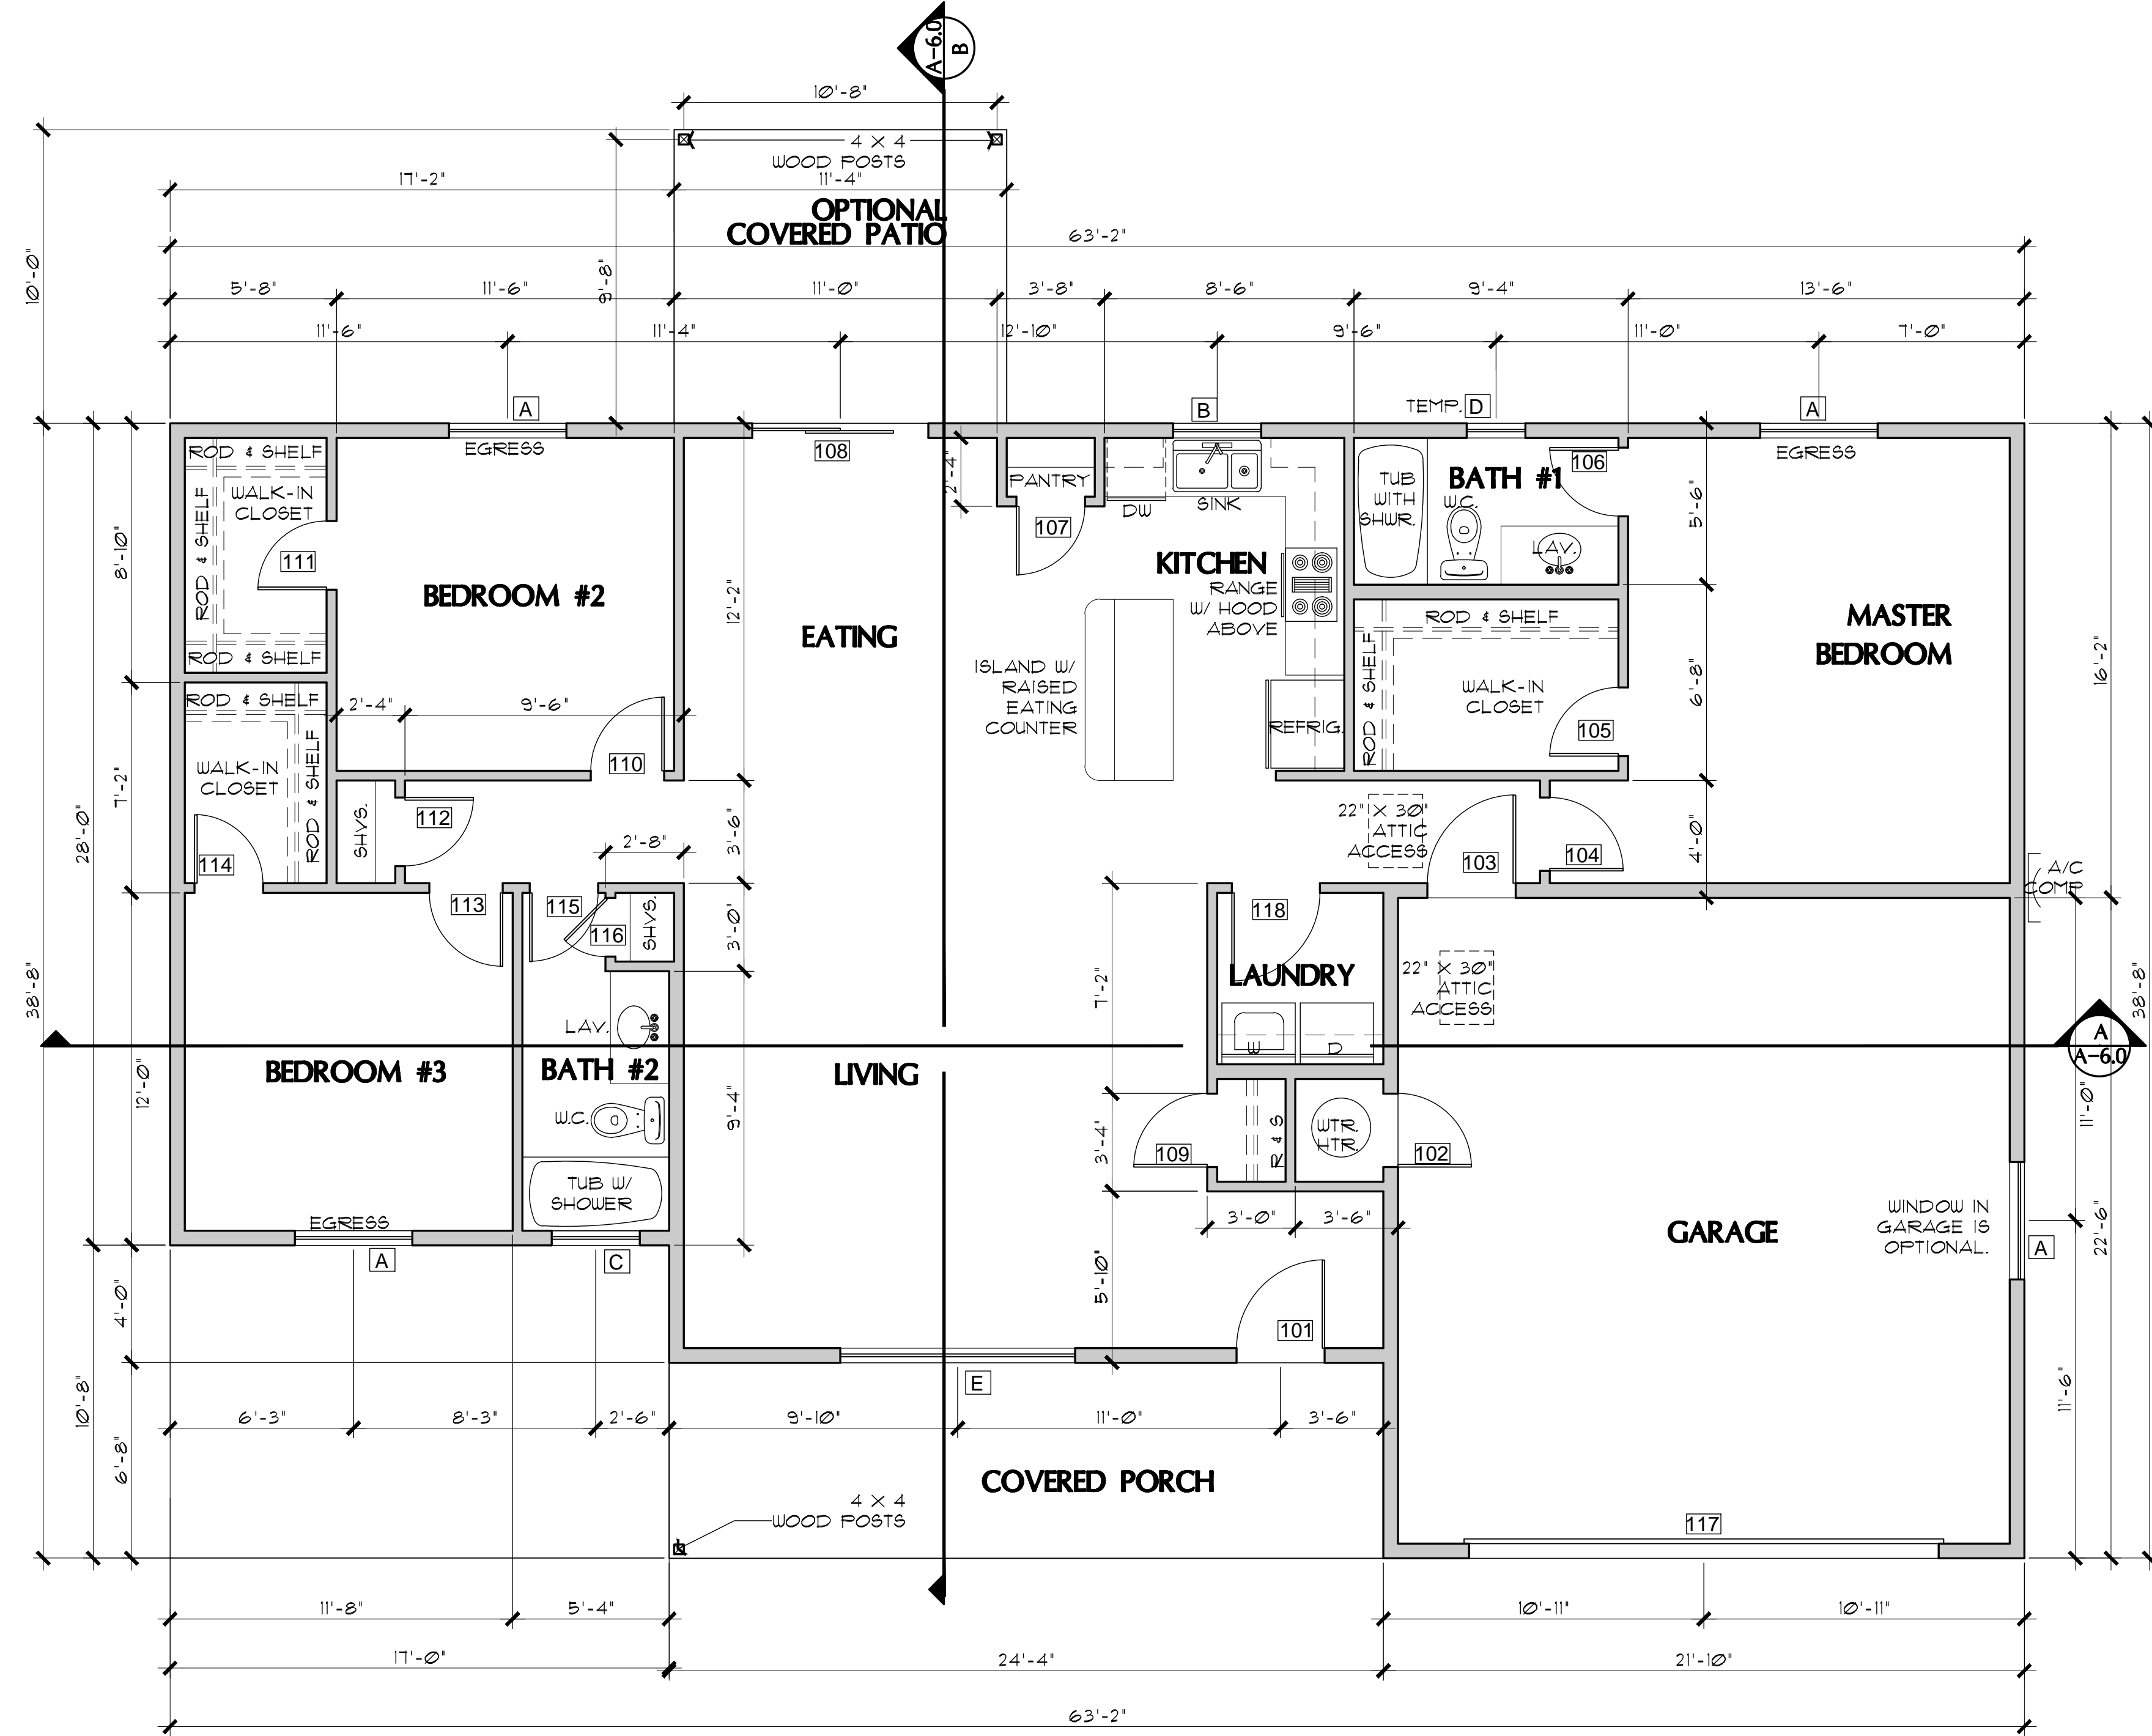 A-6.0
B
10'-8"
4 X 4
WOOD POSTS
17'-2"
11'-4"
OPTIONAL
COVERED PATIO
63'-2"
10'-0"
9'-8"
5'-8"
11'-6"
11'-0"
3'-8"
8'-6"
9'-4"
13'-6"
11'-6"
11'-4"
12'-10"
9'-6"
11'-0"
7'-0"
A
B
TEMP.
D
A
EGRESS
108
EGRESS
ROD & SHELF
WALK-IN
CLOSET
ROD & SHELF
111
ROD & SHELF
BEDROOM #2
8'-10"
12'-2"
2'-4"
PANTRY
107
DW
SINK
KITCHEN
RANGE
W/ HOOD
ABOVE
EATING
ISLAND W/
RAISED
EATING
COUNTER
REFRIG.
TUB
WITH
SHWR.
BATH #1
W.C.
LAV.
106
5'-6"
ROD & SHELF
ROD & SHELF
WALK-IN
CLOSET
105
6'-8"
MASTER
BEDROOM
16'-2"
ROD & SHELF
WALK-IN
CLOSET
ROD & SHELF
114
7'-2"
28'-0"
38'-8"
2'-4"
9'-6"
110
SHVS.
112
2'-8"
3'-6"
113
115
116
SHVS.
3'-0"
22" X 30"
ATTIC
ACCESS
103
104
4'-0"
A/C
COMP
118
LAUNDRY
22" X 30"
ATTIC
ACCESS
7'-2"
W
D
A
A-6.0
38'-8"
11'-0"
22'-6"
LAV.
BEDROOM #3
BATH #2
LIVING
12'-0"
W.C.
9'-4"
TUB W/
SHOWER
109
R & S
WTR.
HTR.
102
3'-4"
3'-0"
3'-6"
GARAGE
WINDOW IN
GARAGE IS
OPTIONAL.
A
EGRESS
A
C
4'-0"
5'-10"
101
E
11'-6"
10'-8"
6'-8"
6'-3"
8'-3"
2'-6"
9'-10"
11'-0"
3'-6"
COVERED PORCH
4 X 4
WOOD POSTS
117
11'-8"
5'-4"
10'-11"
10'-11"
17'-0"
24'-4"
21'-10"
63'-2"